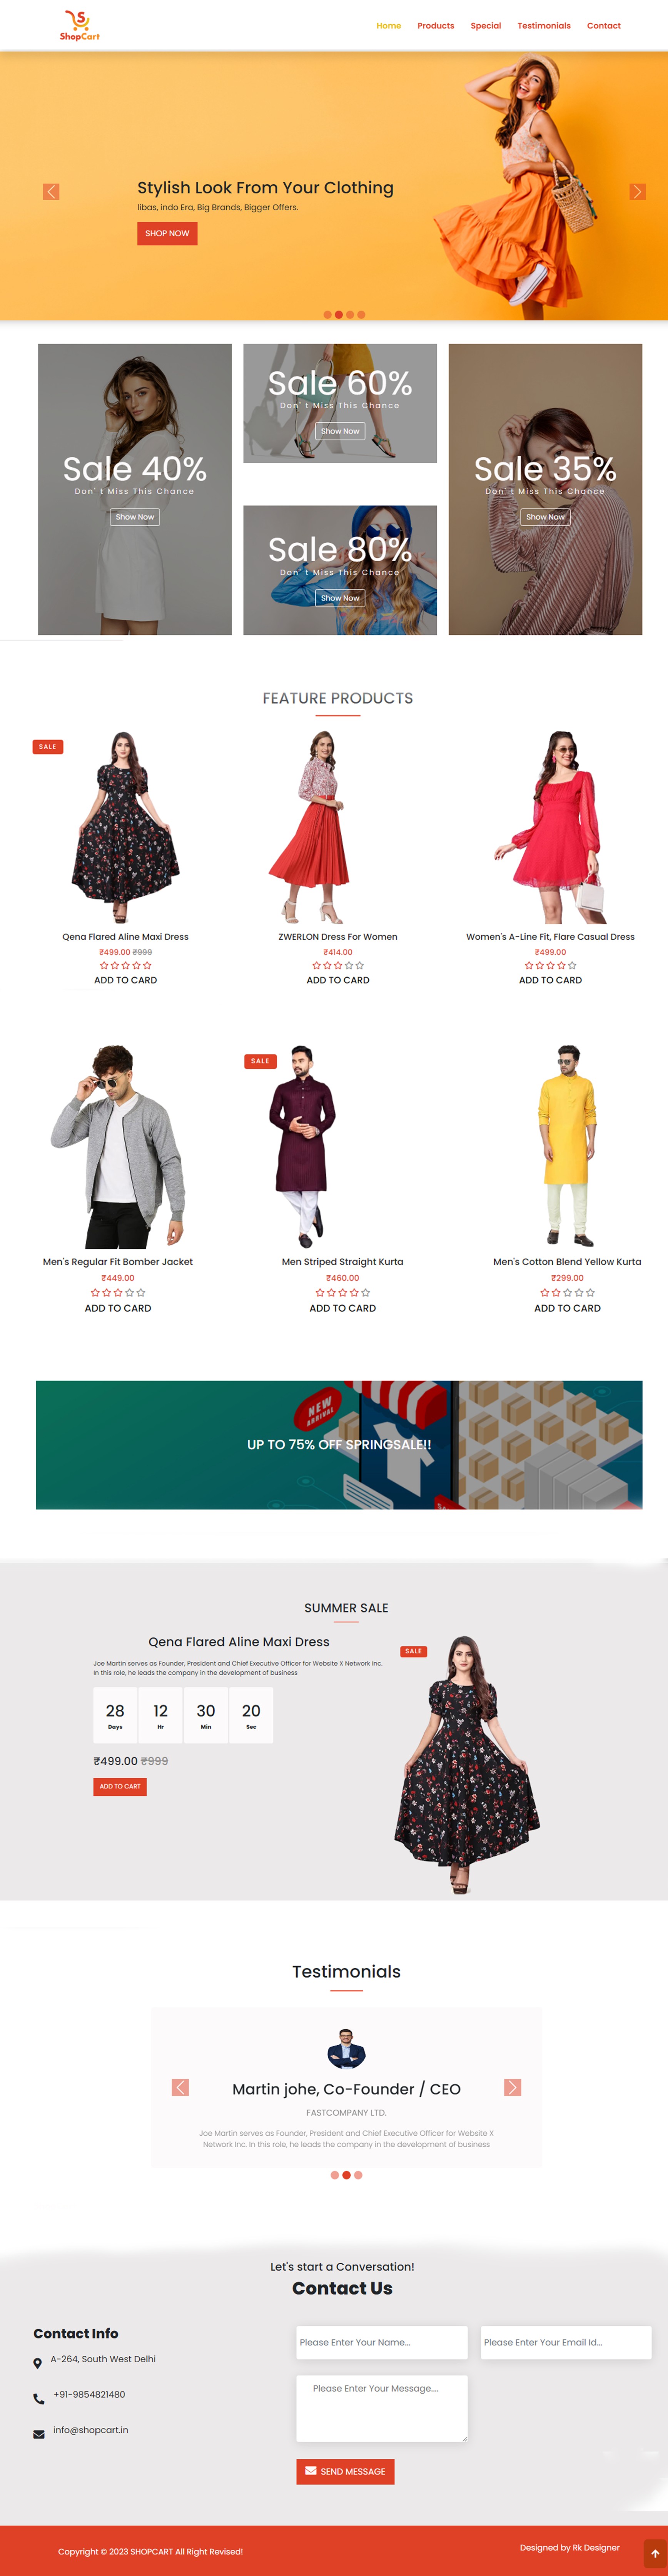 S
ShopCart
Home Products Special Testimonials Contact
Stylish Look From Your Clothing
libas, indo Era, Big Brands, Bigger Offers.
SHOP NOW
Sale 40%
Don' t Miss This Chance
Show Now
Sale 60%
Don' t Miss This Chance
Show Now
Sale 80%
Don' t Miss This Chance
Show Now
Sale 35%
Don' t Miss This Chance
Show Now
FEATURE PRODUCTS
SALE
Qena Flared Aline Maxi Dress
₹499.00 ₹999
ADD TO CARD
ZWERLON Dress For Women
₹414.00
ADD TO CARD
Women's A-Line Fit, Flare Casual Dress
₹499.00
ADD TO CARD
Men's Regular Fit Bomber Jacket
₹449.00
ADD TO CARD
SALE
Men Striped Straight Kurta
₹460.00
ADD TO CARD
Men's Cotton Blend Yellow Kurta
₹299.00
ADD TO CARD
NEW
ARRIVAL
UP TO 75% OFF SPRINGSALE!!
SUMMER SALE
Qena Flared Aline Maxi Dress
Joe Martin serves as Founder, President and Chief Executive Officer for Website X Network Inc.
In this role, he leads the company in the development of business
28 12 30 20
Days Hr Min Sec
₹499.00 ₹999
ADD TO CART
SALE
Testimonials
Martin johe, Co-Founder / CEO
FASTCOMPANY LTD.
Joe Martin serves as Founder, President and Chief Executive Officer for Website X
Network Inc. In this role, he leads the company in the development of business
Let's start a Conversation!
Contact Us
Contact Info
A-264, South West Delhi
+91-9854821480
info@shopcart.in
Please Enter Your Name...
Please Enter Your Email Id...
Please Enter Your Message....
SEND MESSAGE
Copyright © 2023 SHOPCART All Right Revised!
Designed by Rk Designer